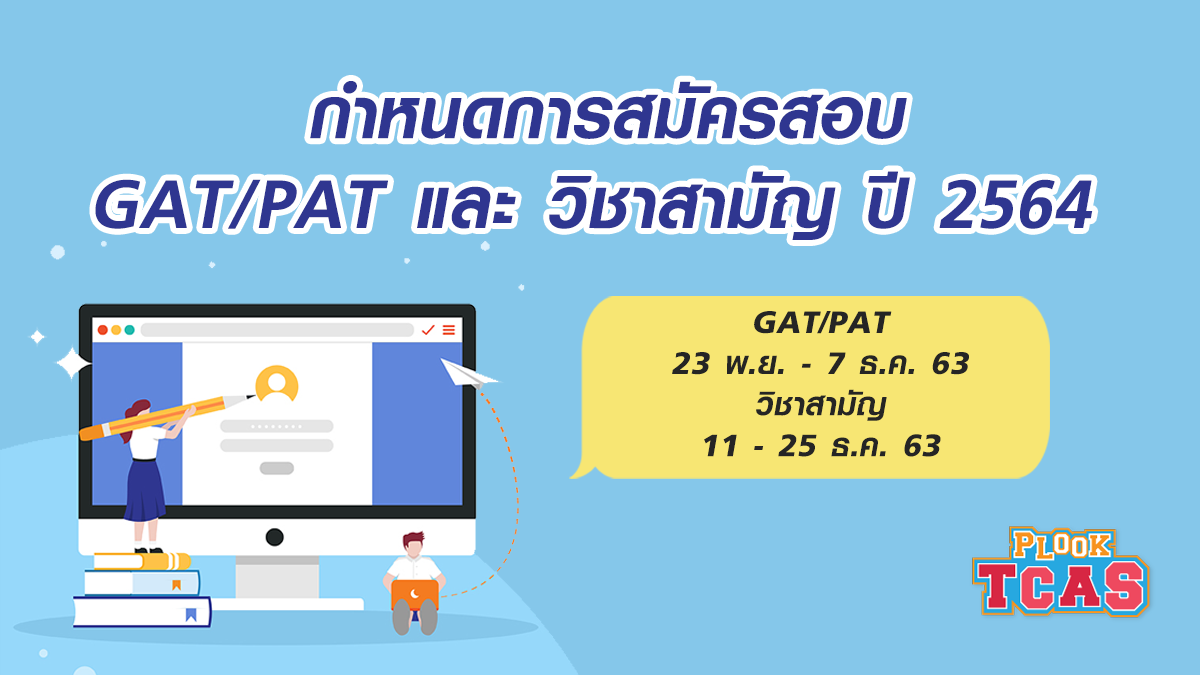 กำหนดการสมัครสอบ
GAT/PAT และ วิชาสามัญ ปี 2564
GAT/PAT
23 พ.ย. - 7 ธ.ค. 63
วิชาสามัญ
11 - 25 ธ.ค. 63
PLOOK
TCAS